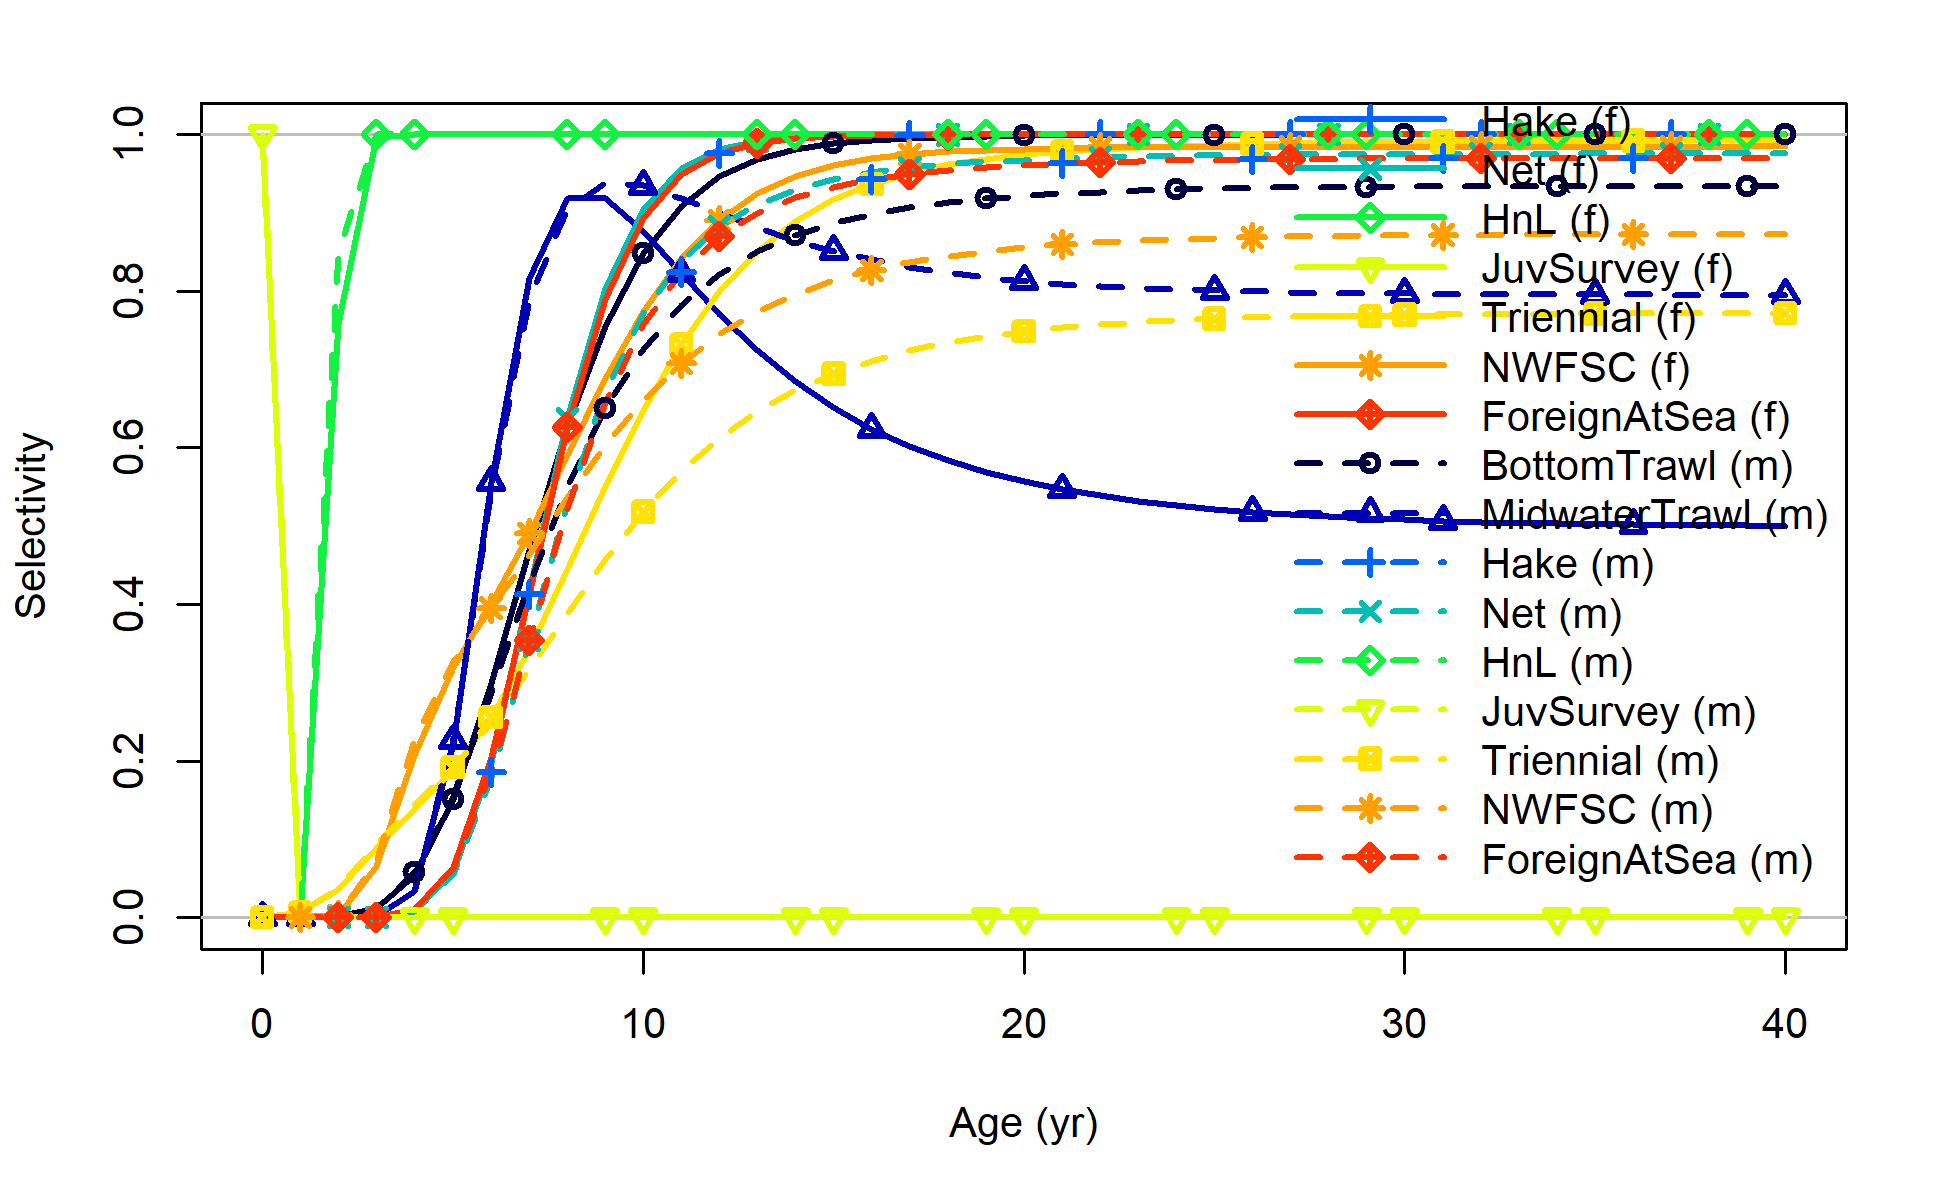 Selectivity
1.0
0.8
0.6
0.4
0.2
0.0
0 10 20 30 40
Age (yr)
Hake (f)
Net (f)
HnL (f)
JuvSurvey (f)
Triennial (f)
NWFSC (f)
ForeignAtSea (f)
BottomTrawl (m)
MidwaterTrawl (m)
Hake (m)
Net (m)
HnL (m)
JuvSurvey (m)
Triennial (m)
NWFSC (m)
ForeignAtSea (m)